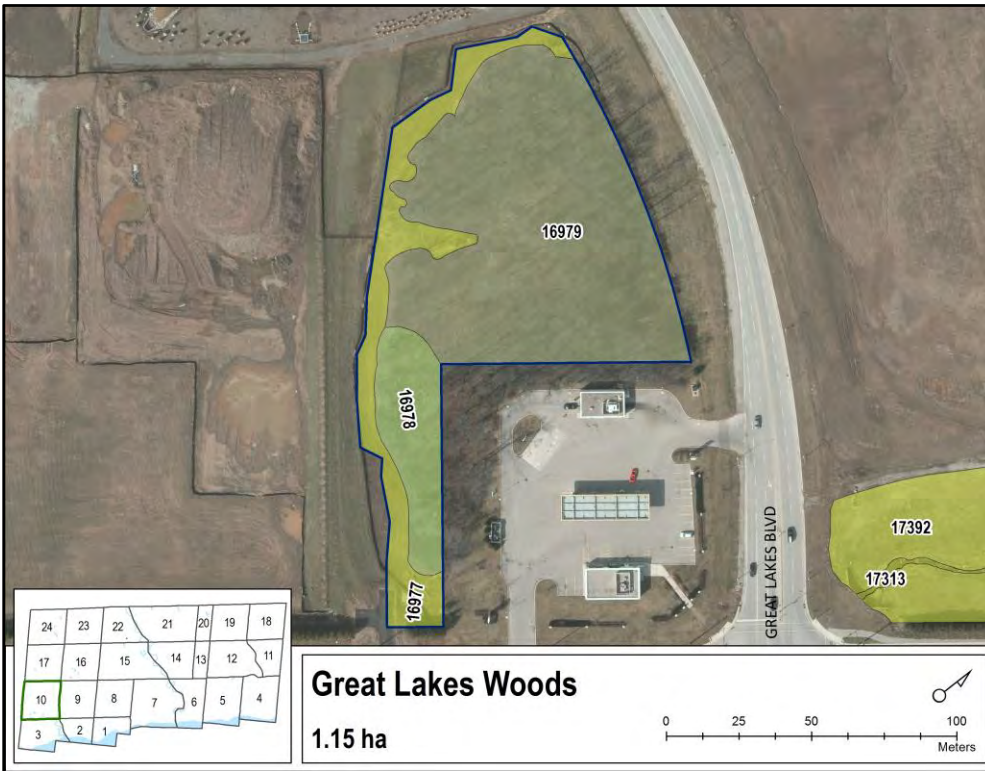 16979
16978
16977
17392
17313
GREAT LAKES BLVD
24 23 22 21 20 19 18
17 16 15 14 13 12 11
10 9 8 7 6 5 4
3 2 1
Great Lakes Woods
1.15 ha
0 25 50 100
Meters